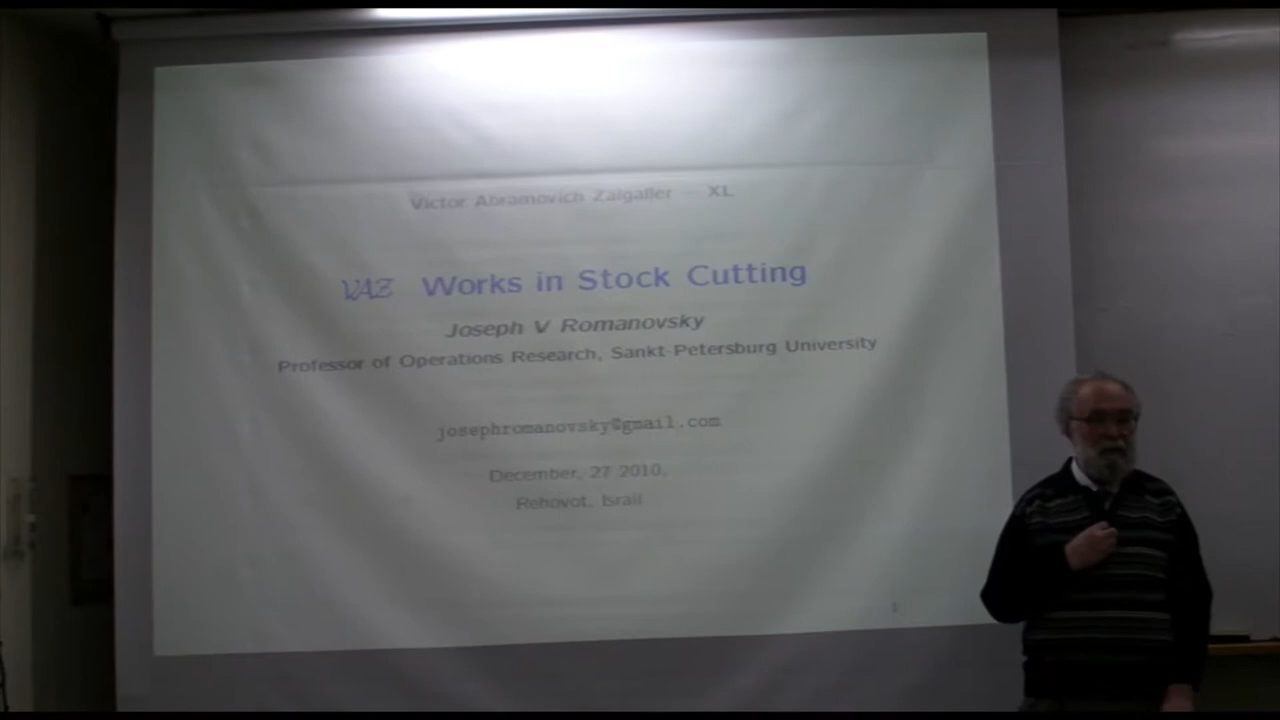 Victor Abramovich Zalgaller — XL
VAZ Works in Stock Cutting
Joseph V Romanovsky
Professor of Operations Research, Sankt-Petersburg University
josephromanovsky@gmail.com
December, 27 2010,
Rehovot, Israil
1